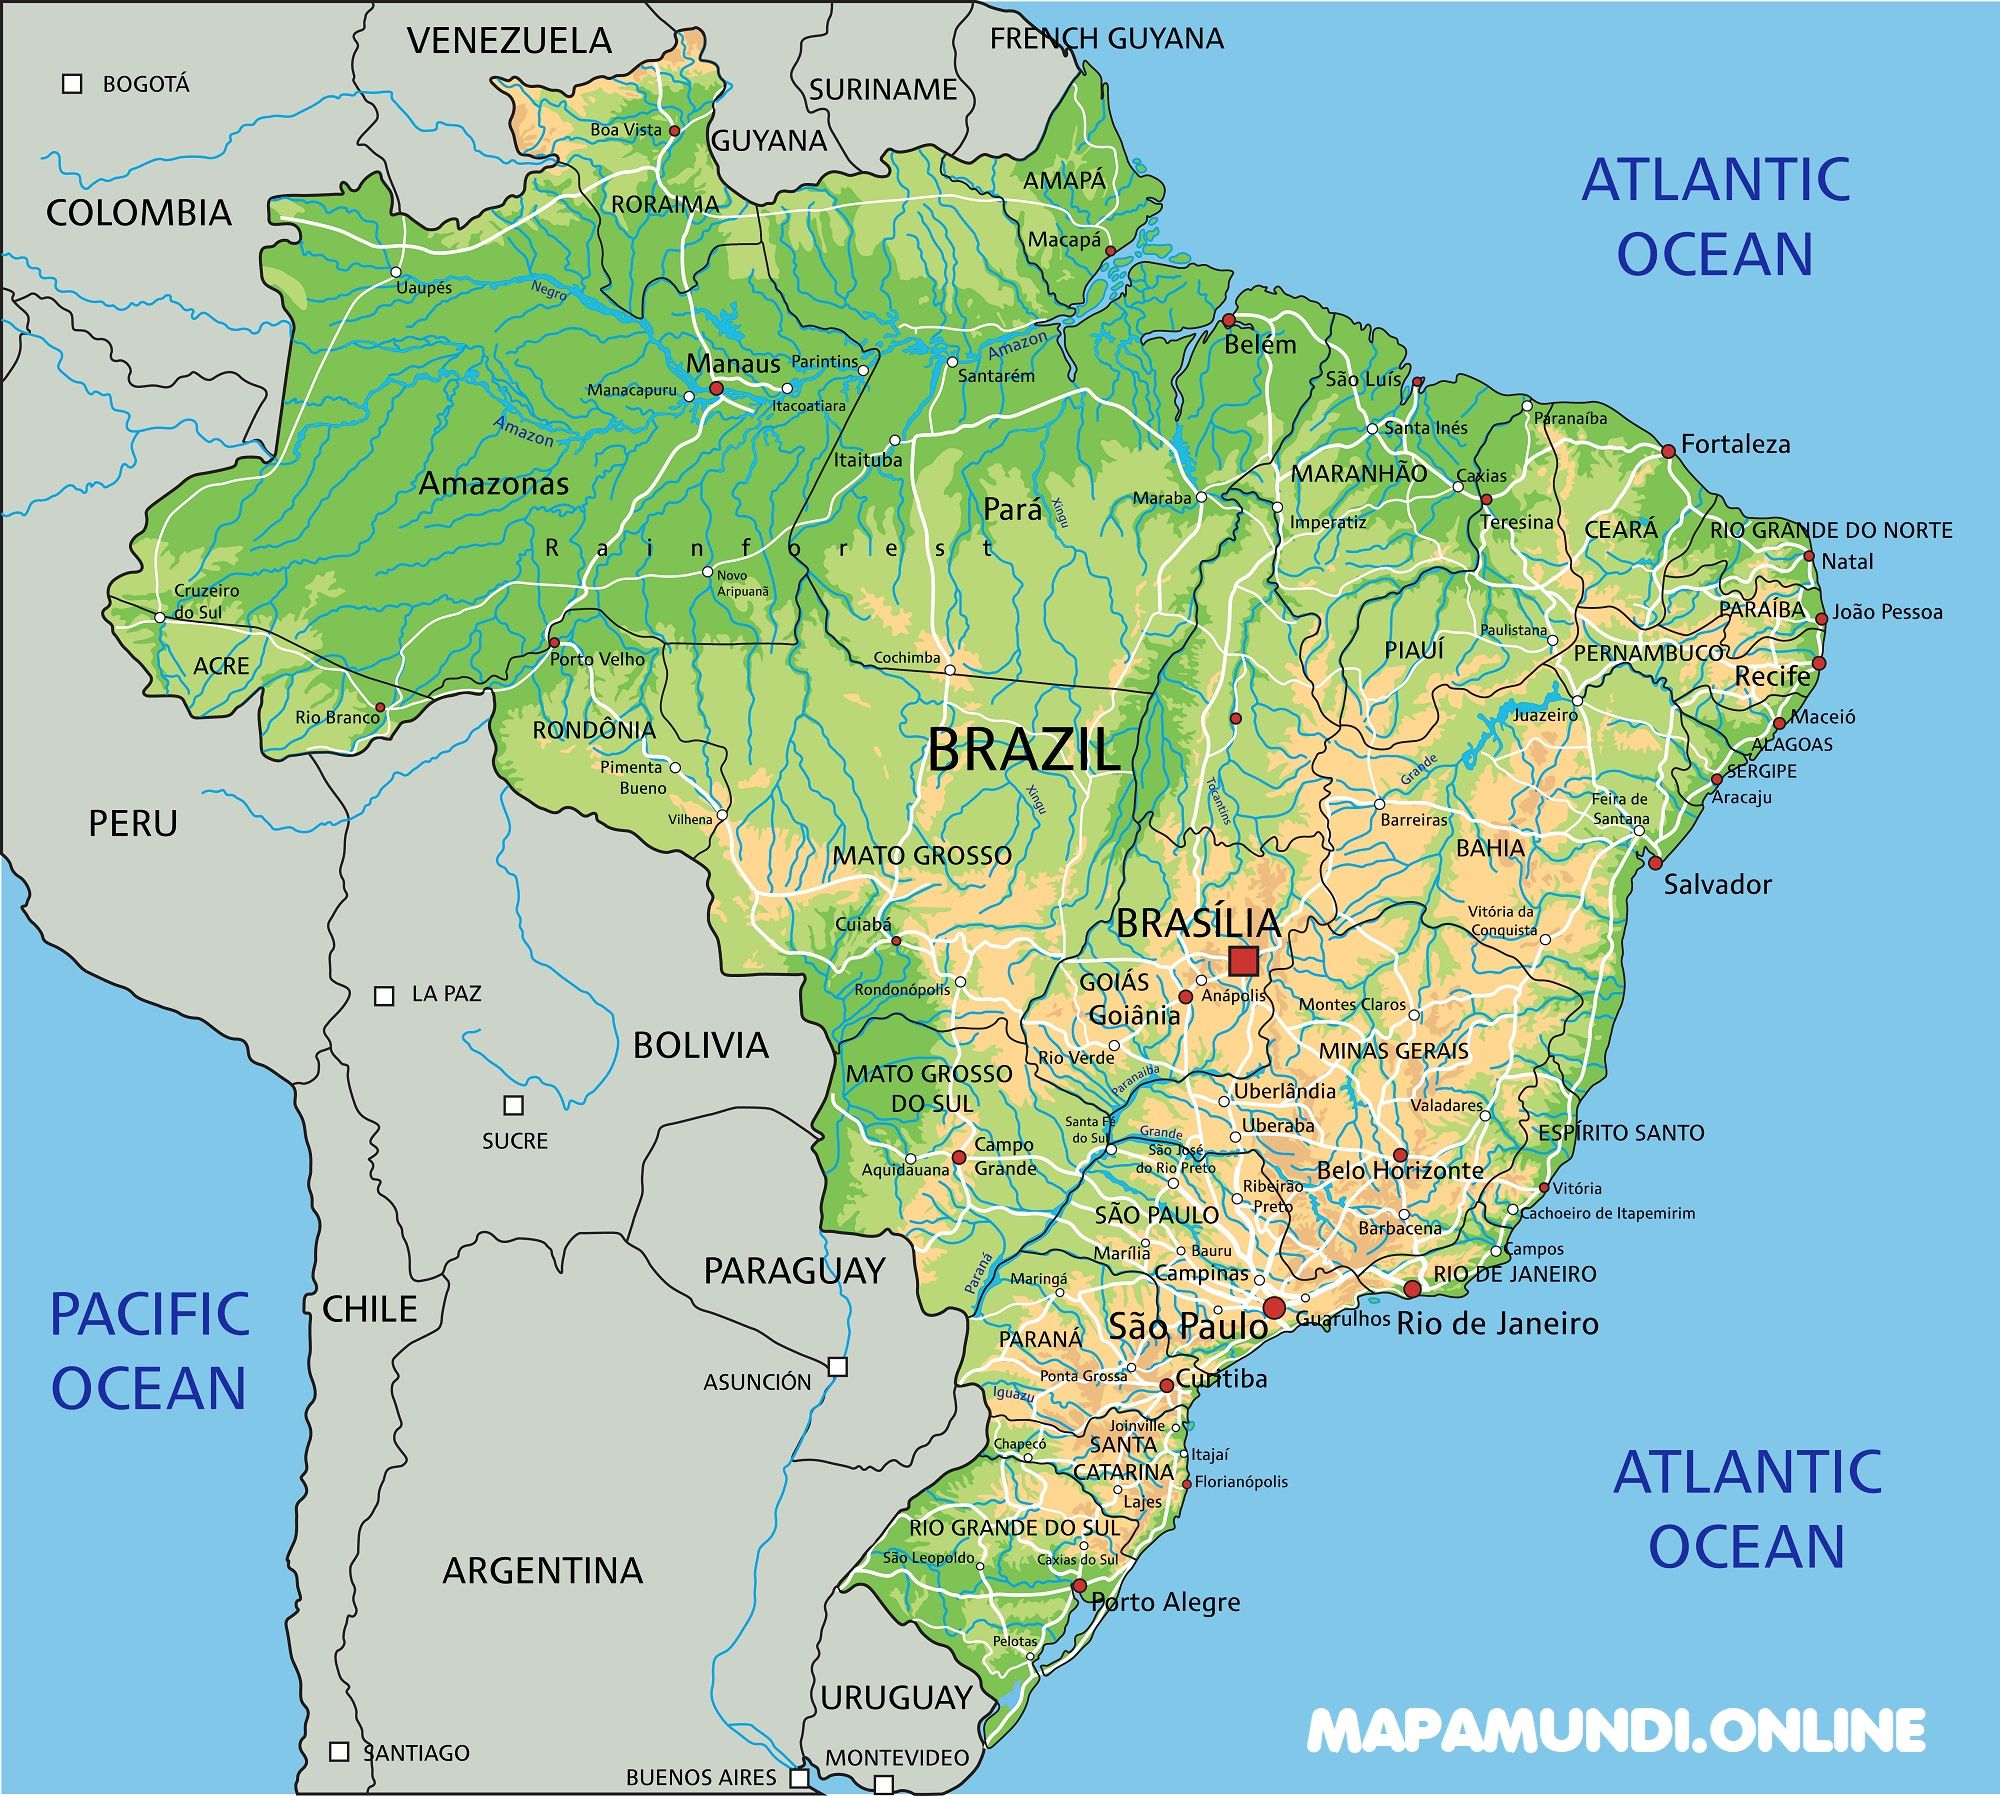 VENEZUELA
FRENCH GUYANA
BOGOTÁ
SURINAME
Boa Vista
GUYANA
ATLANTIC
OCEAN
AMAPÁ
COLOMBIA
RORAIMA
Macapá
Uaupés
Negro
Belém
Amazon
Manaus
Parintins
Santarém
São Luís
Manacapuru
Itacoatiara
Paranaíba
Santa Inés
Amazon
Fortaleza
Itaituba
MARANHÃO
Caxias
Amazonas
Pará
Xingu
Maraba
Imperatiz
Teresina
CEARÁ
RIO GRANDE DO NORTE
Rainforest
Natal
Novo
Aripuanã
Cruzeiro
do Sul
PARAÍBA
João Pessoa
Paulistana
PIAUÍ
PERNAMBUCO
ACRE
Porto Velho
Cochimba
Recife
Rio Branco
Juazeiro
Maceió
RONDÔNIA
BRAZIL
ALAGOAS
Pimenta
Bueno
Grande
SERGIPE
Xingu
Tocantins
Aracaju
Feira de
Santana
PERU
Vilhena
Barreiras
MATO GROSSO
BAHIA
Salvador
Cuiabá
BRASÍLIA
Vitória da
Conquista
LA PAZ
Rondonópolis
GOIÁS
Anápolis
Goiânia
Montes Claros
BOLIVIA
Rio Verde
MINAS GERAIS
MATO GROSSO
DO SUL
Paranaiba
Uberlândia
Valadares
SUCRE
Santa Fé
do Sul
Grande
Uberaba
ESPÍRITO SANTO
Campo
Grande
São José
do Rio Preto
Aquidauana
Belo Horizonte
Ribeirão
Preto
Vitória
SÃO PAULO
Cachoeiro de Itapemirim
Barbacena
Marília
Bauru
Campos
PARAGUAY
Paraná
Maringá
Campinas
RIO DE JANEIRO
PACIFIC
OCEAN
CHILE
São Paulo
Guarulhos
Rio de Janeiro
PARANÁ
ASUNCIÓN
Ponta Grossa
Curitiba
Iguazu
Joinville
Chapecó
SANTA
CATARINA
Itajaí
Florianópolis
Lajes
ATLANTIC
OCEAN
RIO GRANDE DO SUL
São Leopoldo
Caxias do Sul
ARGENTINA
Porto Alegre
Pelotas
URUGUAY
MAPAMUNDI.ONLINE
SANTIAGO
MONTEVIDEO
BUENOS AIRES